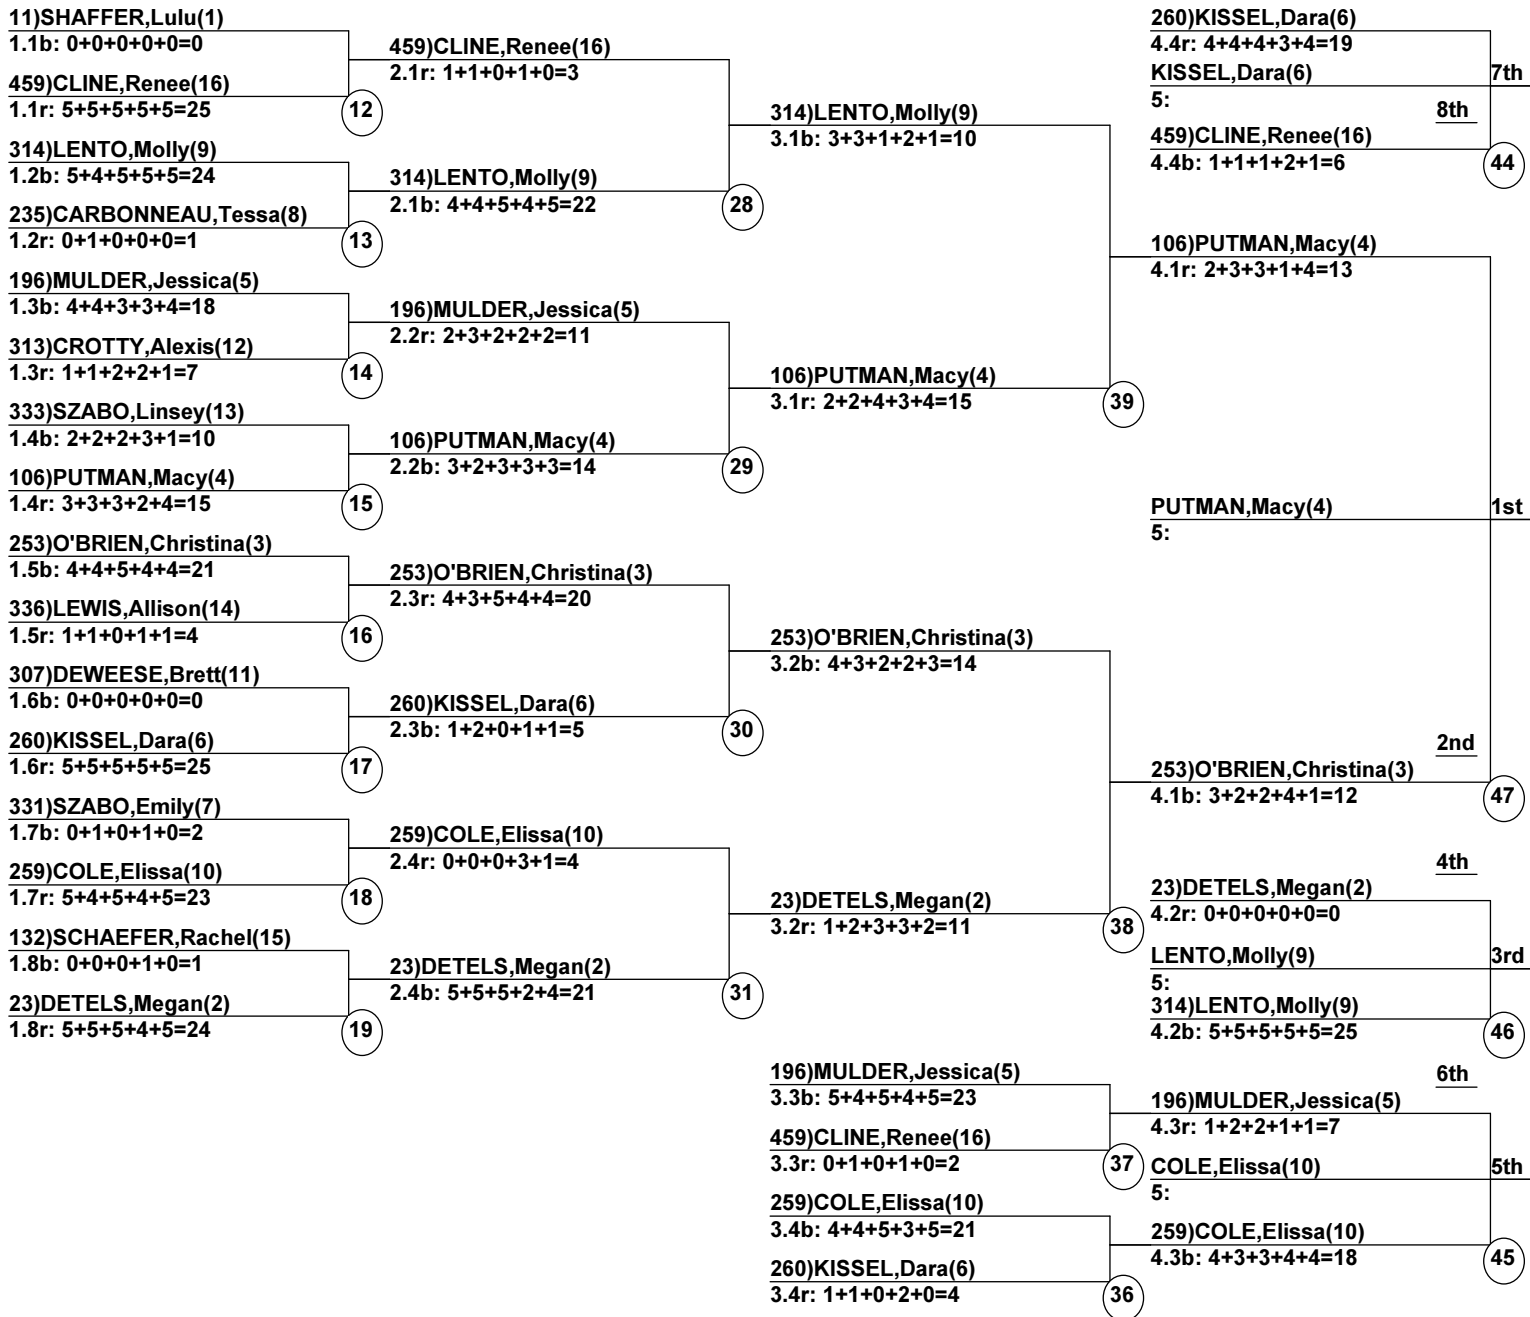 11)SHAFFER,Lulu(1)
1.1b: 0+0+0+0+0=0
459)CLINE,Renee(16)
1.1r: 5+5+5+5+5=25
12
314)LENTO,Molly(9)
1.2b: 5+4+5+5+5=24
235)CARBONNEAU,Tessa(8)
1.2r: 0+1+0+0+0=1
13
196)MULDER,Jessica(5)
1.3b: 4+4+3+3+4=18
313)CROTTY,Alexis(12)
1.3r: 1+1+2+2+1=7
14
333)SZABO,Linsey(13)
1.4b: 2+2+2+3+1=10
106)PUTMAN,Macy(4)
1.4r: 3+3+3+2+4=15
15
253)O'BRIEN,Christina(3)
1.5b: 4+4+5+4+4=21
336)LEWIS,Allison(14)
1.5r: 1+1+0+1+1=4
16
307)DEWEESE,Brett(11)
1.6b: 0+0+0+0+0=0
260)KISSEL,Dara(6)
1.6r: 5+5+5+5+5=25
17
331)SZABO,Emily(7)
1.7b: 0+1+0+1+0=2
259)COLE,Elissa(10)
1.7r: 5+4+5+4+5=23
18
132)SCHAEFER,Rachel(15)
1.8b: 0+0+0+1+0=1
23)DETELS,Megan(2)
1.8r: 5+5+5+4+5=24
19
459)CLINE,Renee(16)
2.1r: 1+1+0+1+0=3
314)LENTO,Molly(9)
2.1b: 4+4+5+4+5=22
28
196)MULDER,Jessica(5)
2.2r: 2+3+2+2+2=11
106)PUTMAN,Macy(4)
2.2b: 3+2+3+3+3=14
29
253)O'BRIEN,Christina(3)
2.3r: 4+3+5+4+4=20
260)KISSEL,Dara(6)
2.3b: 1+2+0+1+1=5
30
259)COLE,Elissa(10)
2.4r: 0+0+0+3+1=4
23)DETELS,Megan(2)
2.4b: 5+5+5+2+4=21
31
314)LENTO,Molly(9)
3.1b: 3+3+1+2+1=10
106)PUTMAN,Macy(4)
3.1r: 2+2+4+3+4=15
39
253)O'BRIEN,Christina(3)
3.2b: 4+3+2+2+3=14
23)DETELS,Megan(2)
3.2r: 1+2+3+3+2=11
38
196)MULDER,Jessica(5)
3.3b: 5+4+5+4+5=23
459)CLINE,Renee(16)
3.3r: 0+1+0+1+0=2
37
259)COLE,Elissa(10)
3.4b: 4+4+5+3+5=21
260)KISSEL,Dara(6)
3.4r: 1+1+0+2+0=4
36
260)KISSEL,Dara(6)
4.4r: 4+4+4+3+4=19
KISSEL,Dara(6)
7th
5:
8th
459)CLINE,Renee(16)
4.4b: 1+1+1+2+1=6
44
106)PUTMAN,Macy(4)
4.1r: 2+3+3+1+4=13
PUTMAN,Macy(4)
1st
5:
2nd
253)O'BRIEN,Christina(3)
4.1b: 3+2+2+4+1=12
47
4th
23)DETELS,Megan(2)
4.2r: 0+0+0+0+0=0
LENTO,Molly(9)
3rd
5:
314)LENTO,Molly(9)
4.2b: 5+5+5+5+5=25
46
6th
196)MULDER,Jessica(5)
4.3r: 1+2+2+1+1=7
COLE,Elissa(10)
5th
5:
259)COLE,Elissa(10)
4.3b: 4+3+3+4+4=18
45